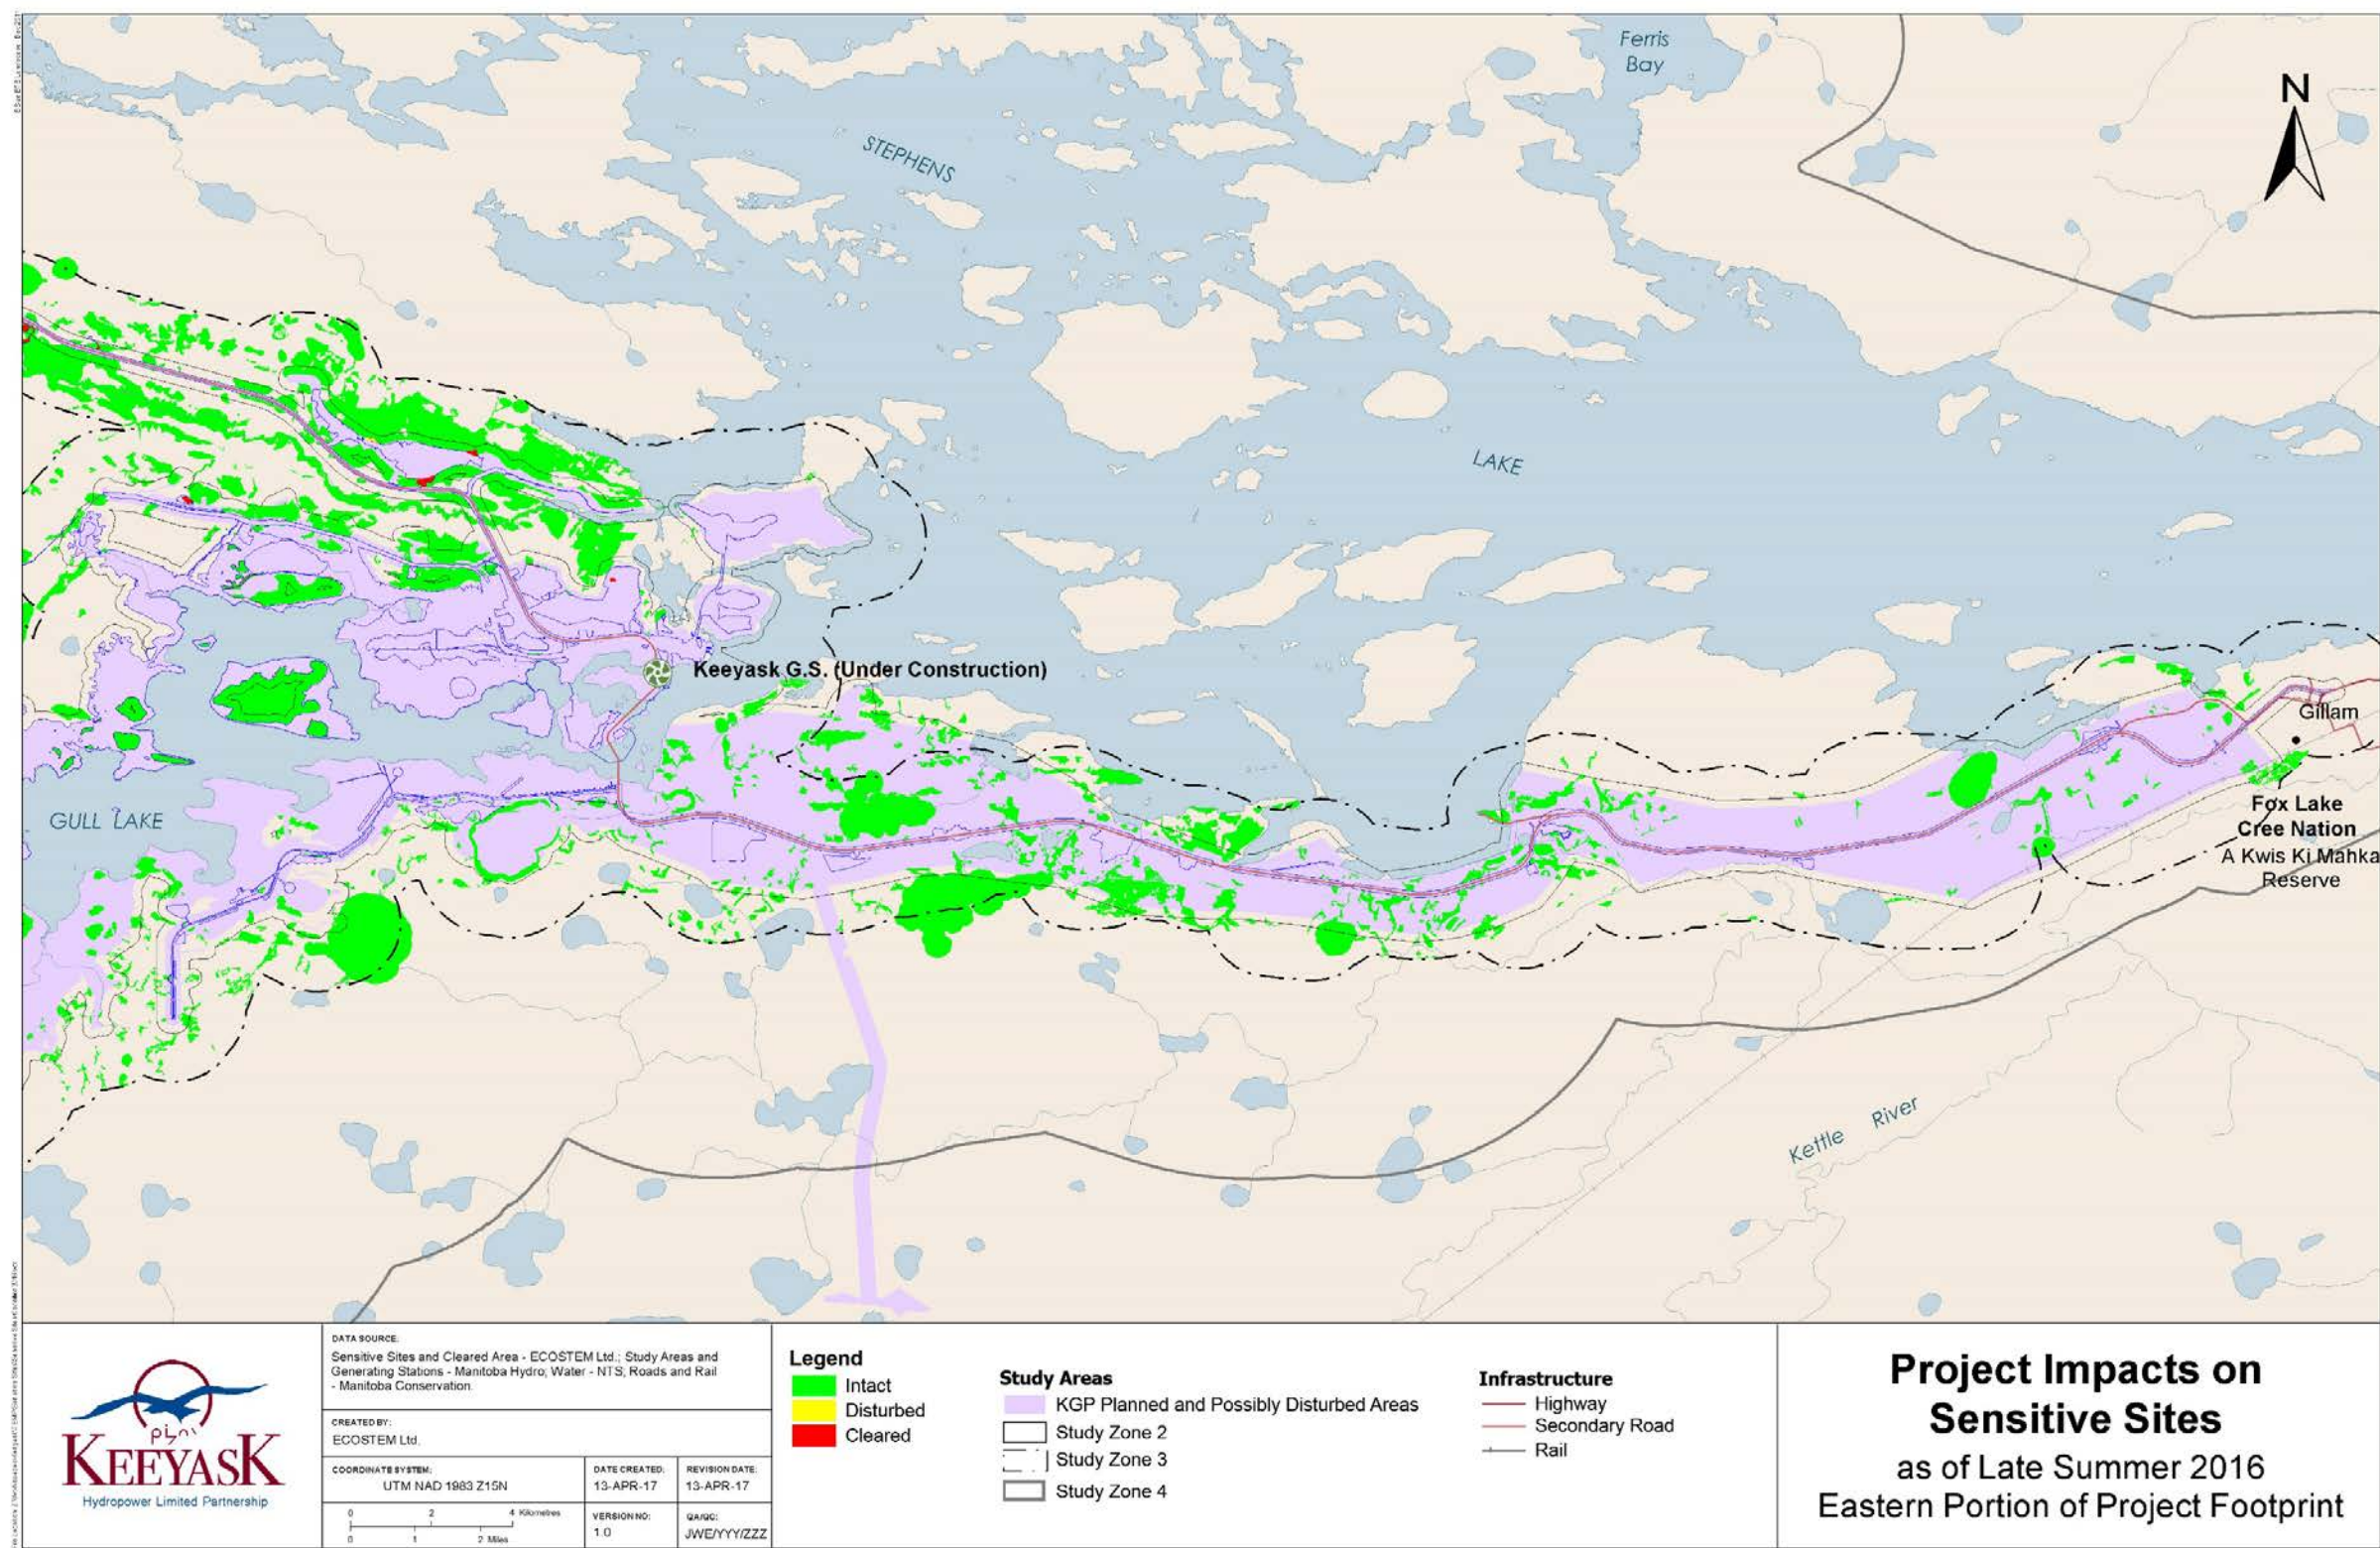 Ferris
Bay
N
STEPHENS
LAKE
Keeyask G.S. (Under Construction)
Gillam
GULL LAKE
Fox Lake
Cree Nation
A Kwis Ki Mahka
Reserve
Kettle River
KEEYASK
Hydropower Limited Partnership
DATA SOURCE:
Sensitive Sites and Cleared Area - ECOSTEM Ltd.; Study Areas and
Generating Stations - Manitoba Hydro; Water - NTS; Roads and Rail
- Manitoba Conservation.
CREATED BY:
ECOSTEM Ltd.
COORDINATE SYSTEM:
UTM NAD 1983 Z15N
DATE CREATED:
13-APR-17
REVISION DATE:
13-APR-17
0 2 4 Kilometres
0 1 2 Miles
VERSION NO:
1.0
QA/QC:
JWE/YYY/ZZZ
Legend
Intact
Disturbed
Cleared
Study Areas
KGP Planned and Possibly Disturbed Areas
Study Zone 2
Study Zone 3
Study Zone 4
Infrastructure
Highway
Secondary Road
Rail
Project Impacts on
Sensitive Sites
as of Late Summer 2016
Eastern Portion of Project Footprint